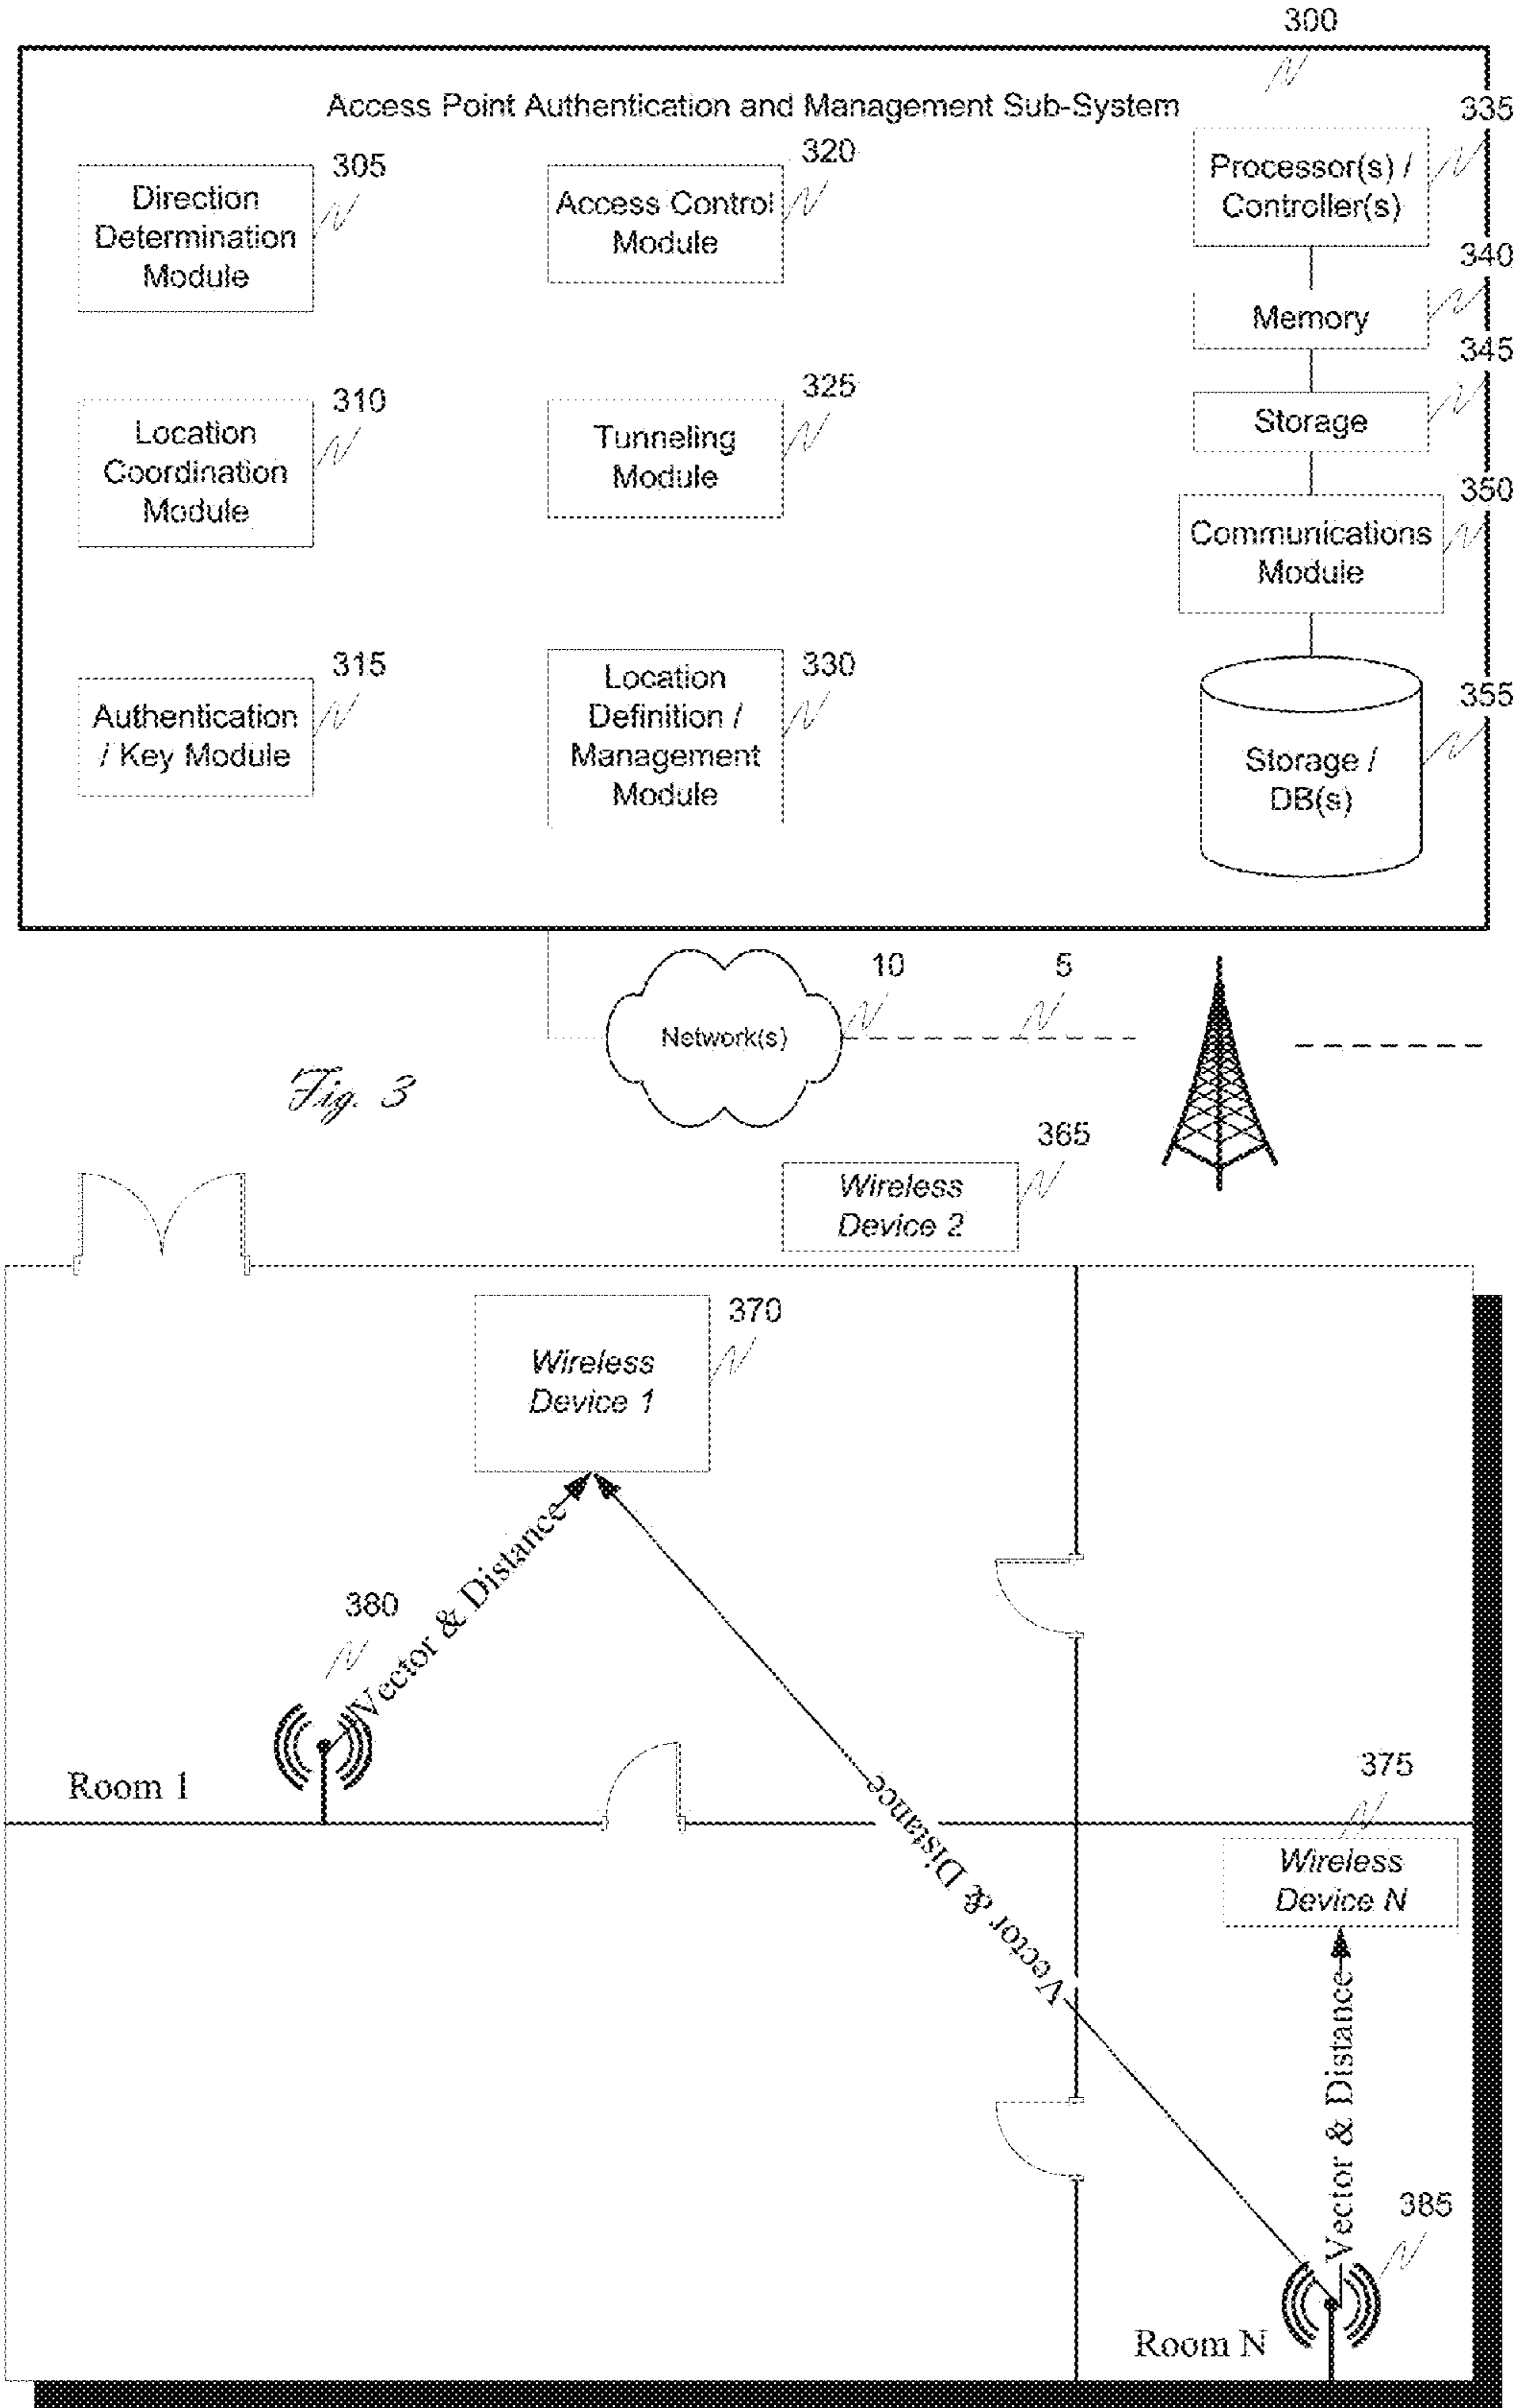 300
Access Point Authentication and Management Sub-System
335
305
Direction
Determination
Module
320
Access Control
Module
Processor(s) /
Controller(s)
340
Memory
345
310
Location
Coordination
Module
325
Tunneling
Module
Storage
350
Communications
Module
315
Authentication
/ Key Module
330
Location
Definition /
Management
Module
355
Storage /
DB(s)
10
5
Network(s)
Fig. 3
365
Wireless
Device 2
370
Wireless
Device 1
380
Vector & Distance
Room 1
Vector & Distance
375
Wireless
Device N
Vector & Distance
385
Room N